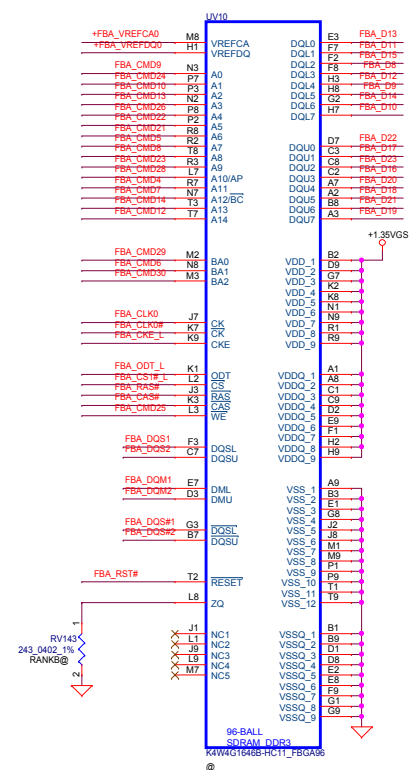 UV10
+FBA_VREFCA0 M8 VREFCA
+FBA_VREFDQ0 H1 VREFDQ
DQL0 E3 FBA_D13
DQL1 F7 FBA_D11
DQL2 F2 FBA_D15
DQL3 F8 FBA_D8
DQL4 H3 FBA_D12
DQL5 H8 FBA_D9
DQL6 G2 FBA_D14
DQL7 H7 FBA_D10
FBA_CMD9 N3 A0
FBA_CMD24 P7 A1
FBA_CMD10 P3 A2
FBA_CMD13 N2 A3
FBA_CMD26 P8 A4
FBA_CMD22 P2 A5
FBA_CMD21 R8 A6
FBA_CMD5 R2 A7
FBA_CMD8 T8 A8
FBA_CMD23 R3 A9
FBA_CMD28 L7 A10/AP
FBA_CMD4 R7 A11
FBA_CMD7 N7 A12/BC
FBA_CMD14 T3 A13
FBA_CMD12 T7 A14
DQU0 D7 FBA_D22
DQU1 C3 FBA_D17
DQU2 C8 FBA_D23
DQU3 C2 FBA_D16
DQU4 A7 FBA_D20
DQU5 A2 FBA_D18
DQU6 B8 FBA_D21
DQU7 A3 FBA_D19
+1.35VGS
FBA_CMD29 M2 BA0
FBA_CMD6 N8 BA1
FBA_CMD30 M3 BA2
VDD_1 B2
VDD_2 D9
VDD_3 G7
VDD_4 K2
VDD_5 K8
VDD_6 N1
VDD_7 N9
VDD_8 R1
VDD_9 R9
FBA_CLK0 J7 CK
FBA_CLK0# K7 CK
FBA_CKE_L K9 CKE
FBA_ODT_L K1 ODT
FBA_CS1#_L L2 CS
FBA_RAS# J3 RAS
FBA_CAS# K3 CAS
FBA_CMD25 L3 WE
VDDQ_1 A1
VDDQ_2 A8
VDDQ_3 C1
VDDQ_4 C9
VDDQ_5 D2
VDDQ_6 E9
VDDQ_7 F1
VDDQ_8 H2
VDDQ_9 H9
FBA_DQS1 F3 DQSL
FBA_DQS2 C7 DQSU
FBA_DQM1 E7 DML
FBA_DQM2 D3 DMU
FBA_DQS#1 G3 DQSL
FBA_DQS#2 B7 DQSU
VSS_1 A9
VSS_2 B3
VSS_3 E1
VSS_4 G8
VSS_5 J2
VSS_6 J8
VSS_7 M1
VSS_8 M9
VSS_9 P1
VSS_10 P9
VSS_11 T1
VSS_12 T9
FBA_RST# T2 RESET
L8 ZQ
1
RV143
243_0402_1%
RANKB@
2
J1 NC1
L1 NC2
J9 NC3
L9 NC4
M7 NC5
VSSQ_1 B1
VSSQ_2 B9
VSSQ_3 D1
VSSQ_4 D8
VSSQ_5 E2
VSSQ_6 E8
VSSQ_7 F9
VSSQ_8 G1
VSSQ_9 G9
96-BALL
SDRAM_DDR3
K4W4G1646B-HC11_FBGA96
@